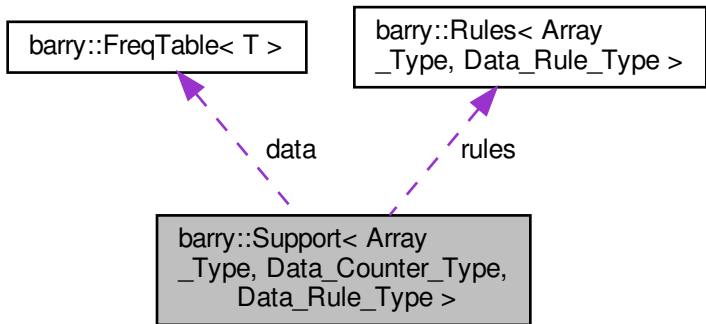 barry::FreqTable< T >
barry::Rules< Array
_Type, Data_Rule_Type >
data
rules
barry::Support< Array
_Type, Data_Counter_Type,
Data_Rule_Type >